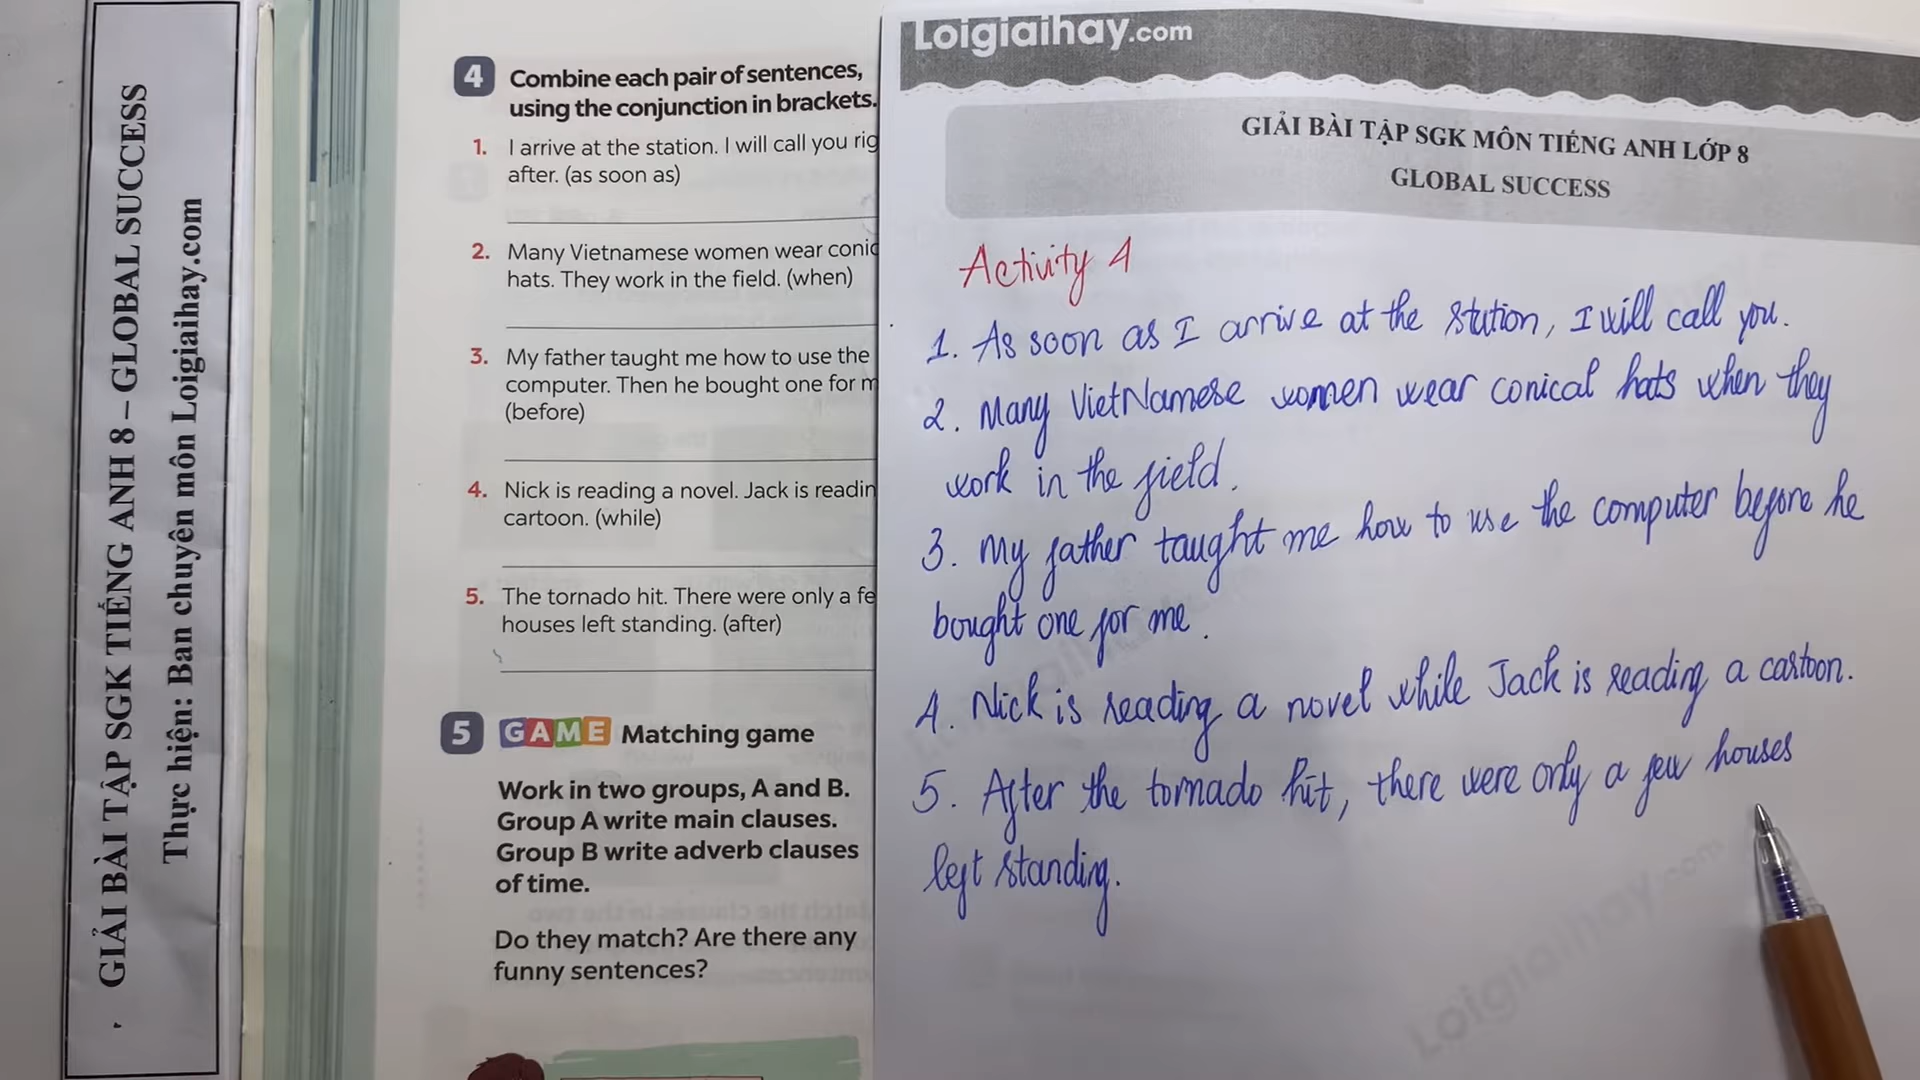 GIẢI BÀI TẬP SGK TIẾNG ANH 8 – GLOBAL SUCCESS
Thực hiện: Ban chuyên môn Loigiaihay.com
4 Combine each pair of sentences,
using the conjunction in brackets.
1. I arrive at the station. I will call you rig
after. (as soon as)
2. Many Vietnamese women wear conic
hats. They work in the field. (when)
3. My father taught me how to use the
computer. Then he bought one for m
(before)
4. Nick is reading a novel. Jack is readin
cartoon. (while)
5. The tornado hit. There were only a fe
houses left standing. (after)
5 GAME Matching game
Work in two groups, A and B.
Group A write main clauses.
Group B write adverb clauses
of time.
Do they match? Are there any
funny sentences?
Loigiaihay.com
GIẢI BÀI TẬP SGK MÔN TIẾNG ANH LỚP 8
GLOBAL SUCCESS
Activity 4
1. As soon as I arrive at the station, I will call you.
2. Many VietNamese women wear conical hats when they
work in the field.
3. My father taught me how to use the computer before he
bought one for me.
4. Nick is reading a novel while Jack is reading a cartoon.
5. After the tornado hit, there were only a few houses
left standing.
Loigiaihay.com